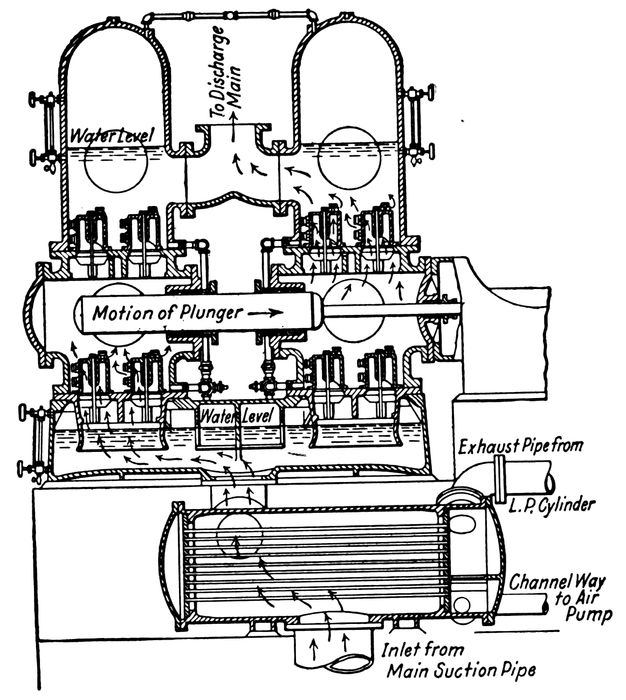 To Discharge
Main
Water Level
Motion of Plunger
Water Level
Exhaust Pipe from
L.P. Cylinder
Channel Way
to Air
Pump
Inlet from
Main Suction Pipe